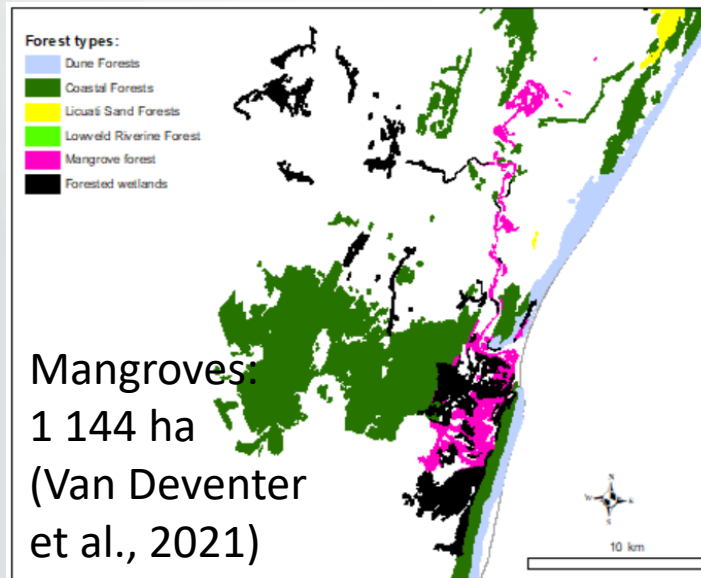 Forest types:
Dune Forests
Coastal Forests
Licuati Sand Forests
Lowveld Riverine Forest
Mangrove forest
Forested wetlands
Mangroves:
1 144 ha
(Van Deventer
et al., 2021)
N
W E
S
10 km